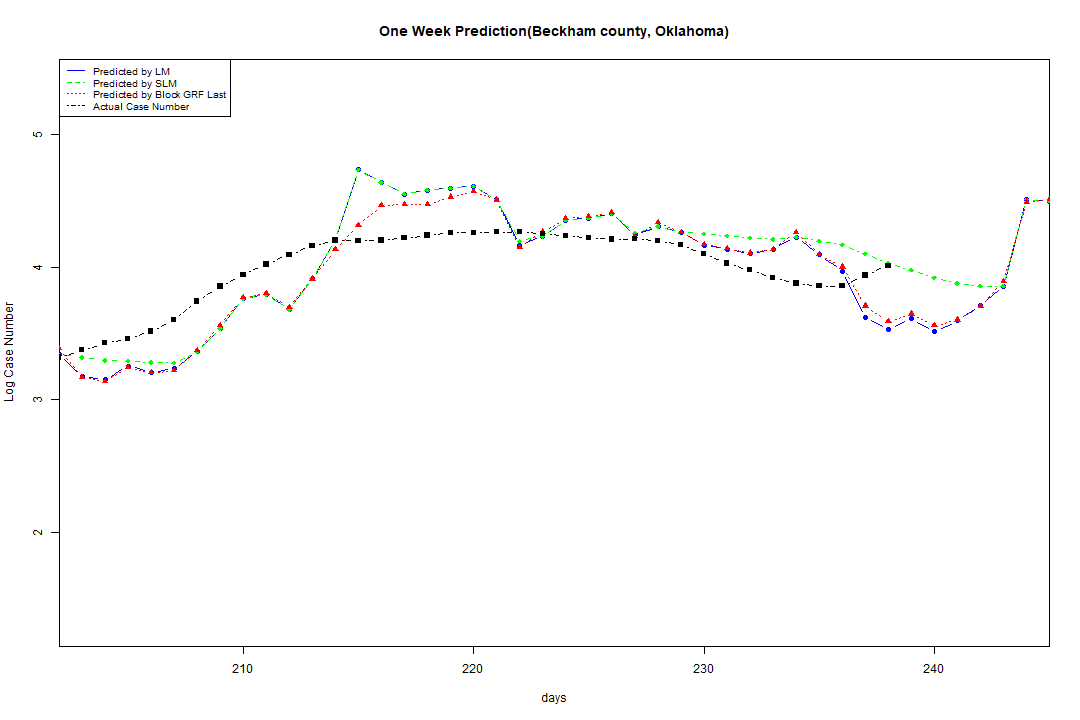 One Week Prediction(Beckham county, Oklahoma)
Predicted by LM
Predicted by SLM
Predicted by Block GRF Last
Actual Case Number
5
4
3
2
Log Case Number
210 220 230 240
days